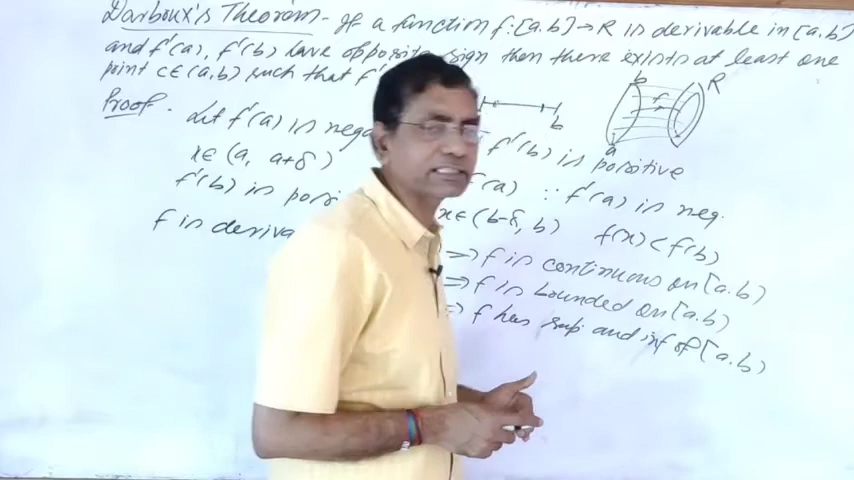 Darboux's Theorem - If a function f: [a.b] → R is derivable in [a.b]
and f'(a), f'(b) have opposite sign then there exists at least one
point c∈(a,b) such that f'
b
R
a
b
Proof. Let f'(a) is nega f'(b) is positive
x∈(a, a+δ) f(a) ∵ f'(a) is neg.
f'(b) is posi x∈(b-δ, b) f(x)<f(b)
f is deriva ⇒ f is continuous on [a.b)
⇒ f is bounded on [a.b)
⇒ f has sup and inf of [a.b)